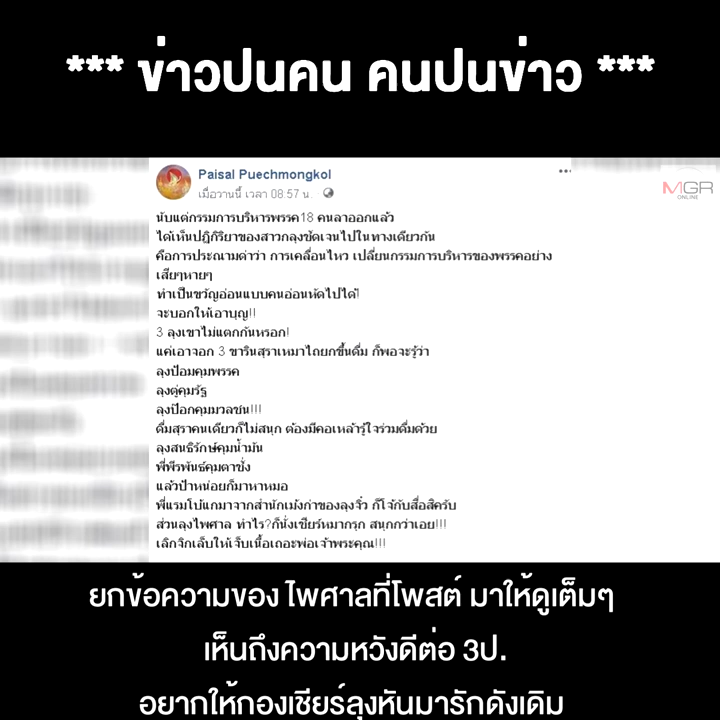 *** ข่าวปนคน คนปนข่าว ***
Paisal Puechmongkol
เมื่อวานนี้ เวลา 08:57 น.
MGR
ONLINE
นับแต่กรรมการบริหารพรรค18 คนลาออกแล้ว
ได้เห็นปฏิกิริยาของสาวกลุงชัดเจนไปในทางเดียวกัน
คือการประณามด่าว่า การเคลื่อนไหว เปลี่ยนกรรมการบริหารของพรรคอย่าง
เสียๆหายๆ
ทำเป็นขวัญอ่อนแบบคนอ่อนหัดไปได้!
จะบอกให้เอาบุญ!!
3 ลุงเขาไม่แตกกันหรอก!
แค่เอาจอก 3 ขารินสุราเหมาไถยกขึ้นดื่ม ก็พอจะรู้ว่า
ลุงป้อมคุมพรรค
ลุงตู่คุมรัฐ
ลุงป๊อกคุมมวลชน!!!
ดื่มสุราคนเดียวก็ไม่สนุก ต้องมีคอเหล้ารู้ใจร่วมดื่มด้วย
ลุงสนธิรักษ์คุมน้ำมัน
พี่พีรพันธ์คุมตาชั่ง
แล้วป้าหน่อยก็มาหาหมอ
พี่แรมโบ้แกมาจากสำนักเม้งก่าของลุงจิ๋ว ก็โจ้กับสื่อสิครับ
ส่วนลุงไพศาล ทำไร?ก็นั่งเชียร์หมากรุก สนุกกว่าเอย!!!
เลิกจิกเล็บให้เจ็บเนื้อเถอะพ่อเจ้าพระคุณ!!!
ยกข้อความของ ไพศาลที่โพสต์ มาให้ดูเต็มๆ
เห็นถึงความหวังดีต่อ 3ป.
อยากให้กองเชียร์ลุงหันมารักดังเดิม